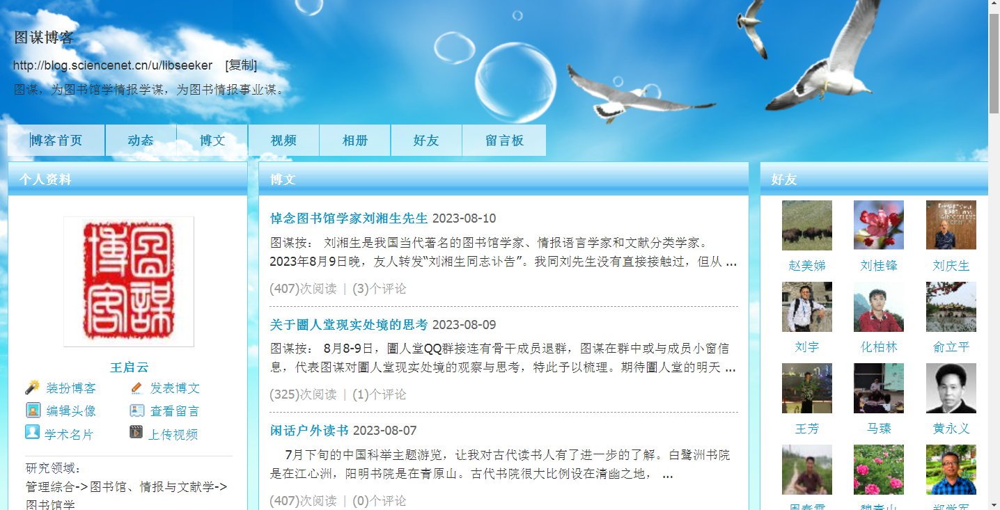 图谋博客
http://blog.sciencenet.cn/u/libseeker [复制]
图谋，为图书馆学情报学谋，为图书情报事业谋。
博客首页 动态 博文 视频 相册 好友 留言板
个人资料
圕謀博客
王启云
装扮博客 发表博文
编辑头像 查看留言
学术名片 上传视频
研究领域：
管理综合->图书馆、情报与文献学->
图书馆学
博文
悼念图书馆学家刘湘生先生 2023-08-10
图谋按： 刘湘生是我国当代著名的图书馆学家、情报语言学家和文献分类学家。
2023年8月9日晚，友人转发“刘湘生同志讣告”。我同刘先生没有直接接触过，但从 ...
(407)次阅读 | (3)个评论
关于圕人堂现实处境的思考 2023-08-09
图谋按： 8月8-9日，圕人堂QQ群接连有骨干成员退群，图谋在群中或与成员小窗信
息，代表图谋对圕人堂现实处境的观察与思考，特此予以梳理。期待圕人堂的明天 ...
(325)次阅读 | (1)个评论
闲话户外读书 2023-08-07
7月下旬的中国科举主题游览，让我对古代读书人有了进一步的了解。白鹭洲书院
是在江心洲，阳明书院是在青原山。古代书院很大比例设在清幽之地， ...
(407)次阅读 | (0)个评论
好友
赵美娣 刘桂锋 刘庆生
刘宇 化柏林 俞立平
王芳 马臻 黄永义